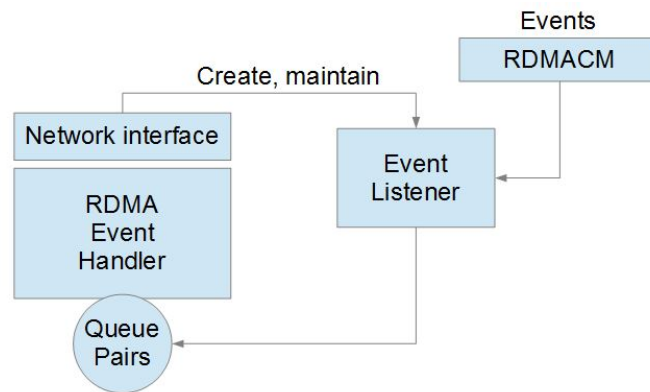 Events
RDMACM
Create, maintain
Network interface
Event
Listener
RDMA
Event
Handler
Queue
Pairs